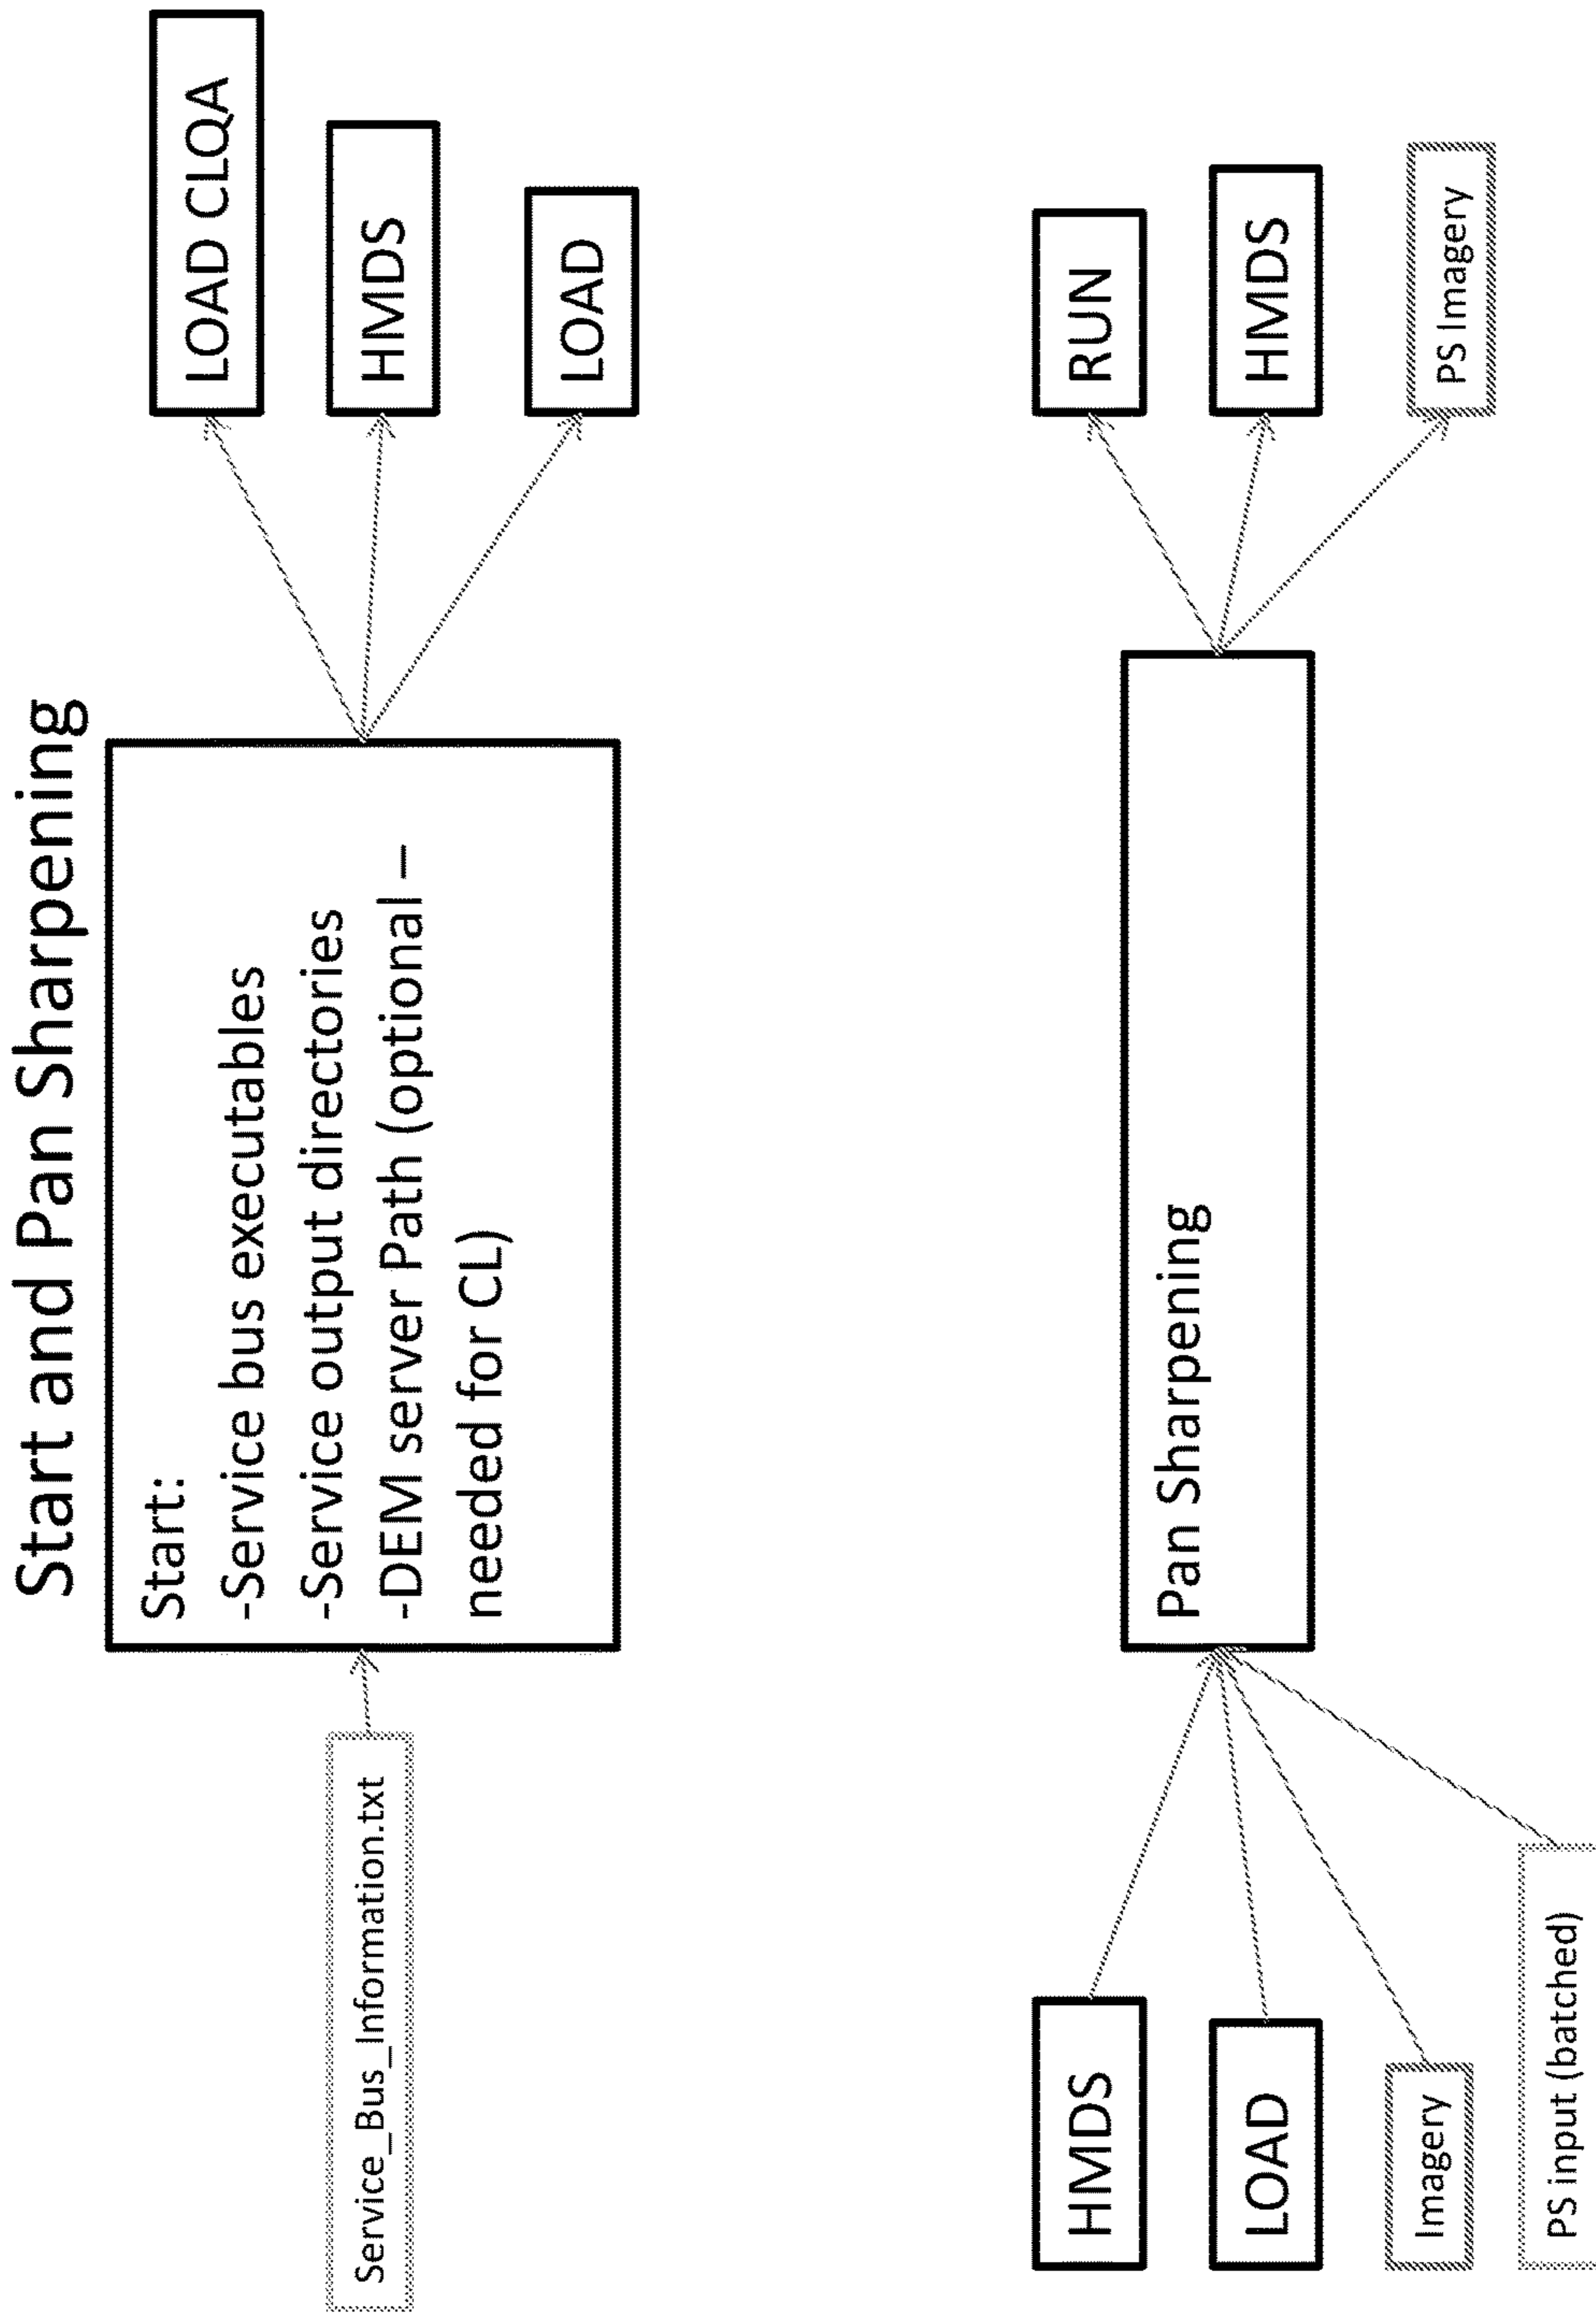 Start and Pan Sharpening
Service_Bus_Information.txt
Start:
-Service bus executables
-Service output directories
-DEM server Path (optional –
needed for CL)
LOAD CLQA
HMDS
LOAD
HMDS
LOAD
Imagery
PS input (batched)
Pan Sharpening
RUN
HMDS
PS Imagery